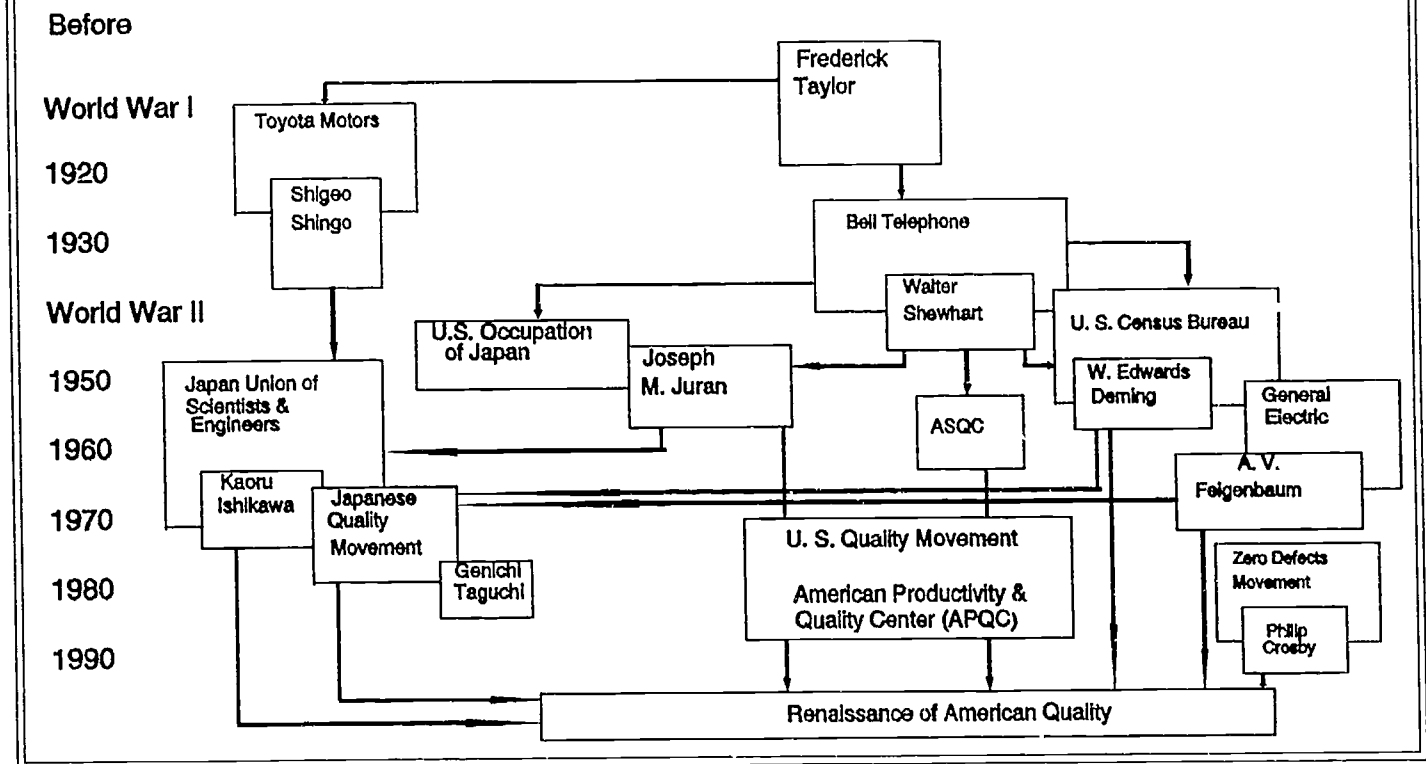 Before
World War I
1920
1930
World War II
1950
1960
1970
1980
1990
Frederick
Taylor
Toyota Motors
Shigeo
Shingo
Bell Telephone
Walter
Shewhart
U.S. Occupation
of Japan
Joseph
M. Juran
U. S. Census Bureau
W. Edwards
Deming
General
Electric
A. V.
Feigenbaum
ASQC
Japan Union of
Scientists &
Engineers
Kaoru
Ishikawa
Japanese
Quality
Movement
Genichi
Taguchi
U. S. Quality Movement
American Productivity &
Quality Center (APQC)
Zero Defects
Movement
Philip
Crosby
Renaissance of American Quality